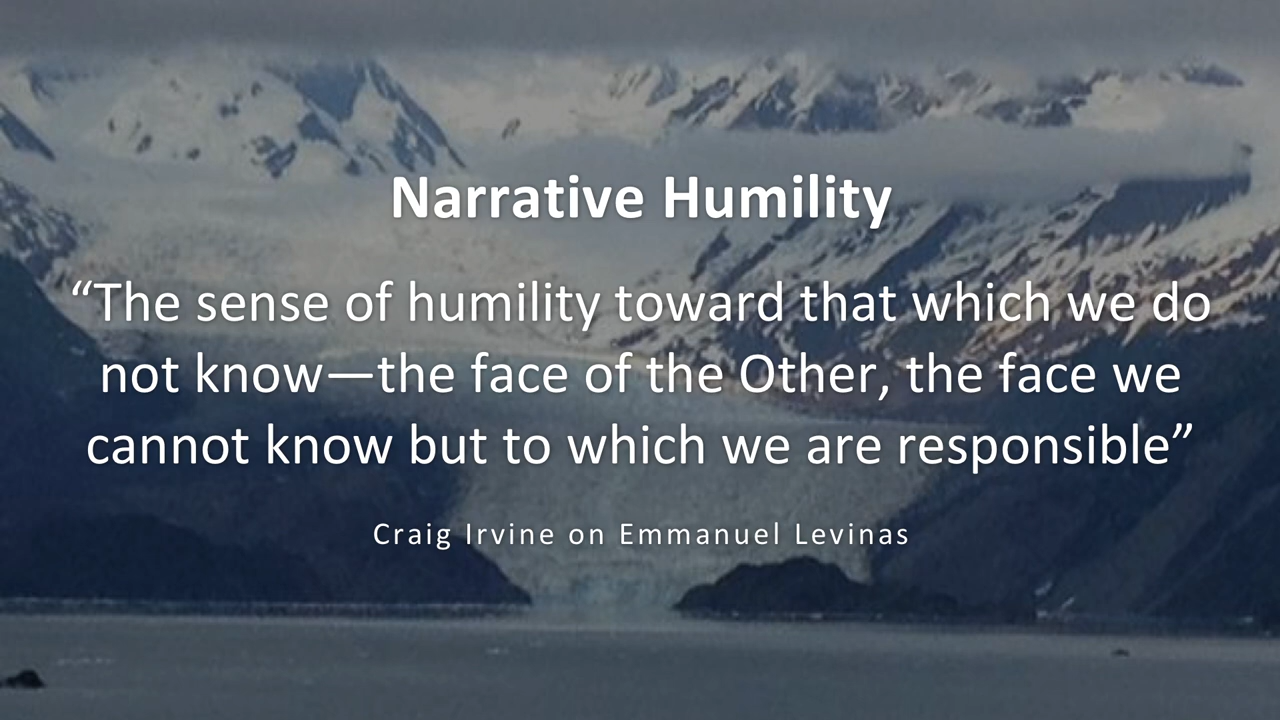 Narrative Humility
“The sense of humility toward that which we do
not know—the face of the Other, the face we
cannot know but to which we are responsible”
Craig Irvine on Emmanuel Levinas